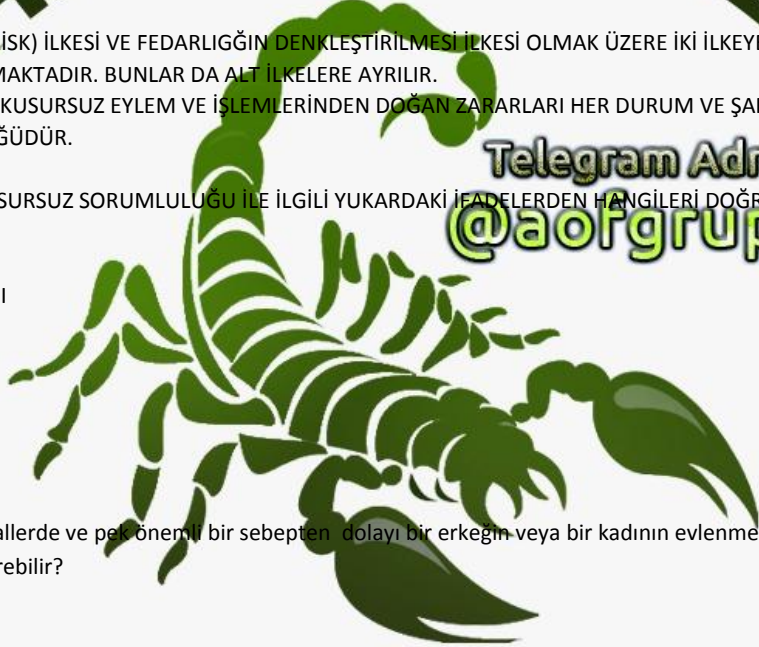 İSK) İLKESİ VE FEDARLIGĞIN DENKLEŞTİRİLMESİ İLKESİ OLMAK ÜZERE İKİ İLKEYE
MAKTADIR. BUNLAR DA ALT İLKELERE AYRILIR.
KUSURSUZ EYLEM VE İŞLEMLERİNDEN DOĞAN ZARARLARI HER DURUM VE ŞA
ĞÜDÜR.
Telegram Adm
SURSUZ SORUMLULUĞU İLE İLGİLİ YUKARDAKİ İFADELERDEN HANGİLERİ DOĞR
@aofgrup
I
allerde ve pek önemli bir sebepten dolayı bir erkeğin veya bir kadının evlenme
rebilir?